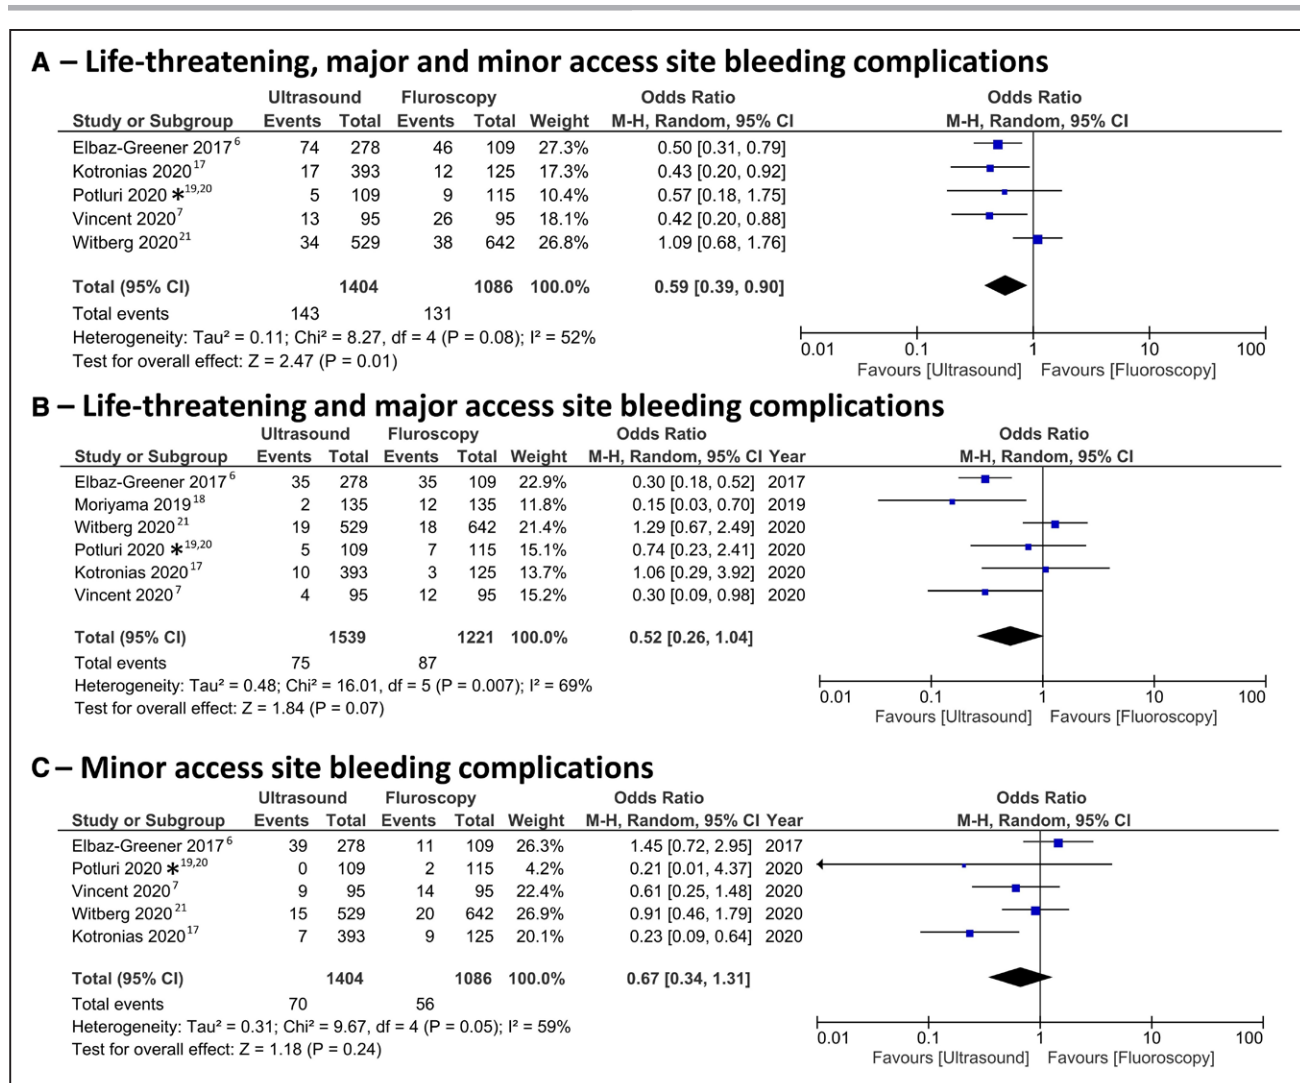 A – Life-threatening, major and minor access site bleeding complications
Ultrasound Fluroscopy Odds Ratio Odds Ratio
Study or Subgroup Events Total Events Total Weight M-H, Random, 95% CI M-H, Random, 95% CI
Elbaz-Greener 2017⁶ 74 278 46 109 27.3% 0.50 [0.31, 0.79]
Kotronias 2020¹⁷ 17 393 12 125 17.3% 0.43 [0.20, 0.92]
Potluri 2020 *¹⁹,²⁰ 5 109 9 115 10.4% 0.57 [0.18, 1.75]
Vincent 2020⁷ 13 95 26 95 18.1% 0.42 [0.20, 0.88]
Witberg 2020²¹ 34 529 38 642 26.8% 1.09 [0.68, 1.76]
Total (95% CI) 1404 1086 100.0% 0.59 [0.39, 0.90]
Total events 143 131
Heterogeneity: Tau² = 0.11; Chi² = 8.27, df = 4 (P = 0.08); I² = 52%
Test for overall effect: Z = 2.47 (P = 0.01)
0.01 0.1 1 10 100
Favours [Ultrasound] Favours [Fluoroscopy]
B – Life-threatening and major access site bleeding complications
Ultrasound Fluroscopy Odds Ratio Odds Ratio
Study or Subgroup Events Total Events Total Weight M-H, Random, 95% CI Year M-H, Random, 95% CI
Elbaz-Greener 2017⁶ 35 278 35 109 22.9% 0.30 [0.18, 0.52] 2017
Moriyama 2019¹⁸ 2 135 12 135 11.8% 0.15 [0.03, 0.70] 2019
Witberg 2020²¹ 19 529 18 642 21.4% 1.29 [0.67, 2.49] 2020
Potluri 2020 *¹⁹,²⁰ 5 109 7 115 15.1% 0.74 [0.23, 2.41] 2020
Kotronias 2020¹⁷ 10 393 3 125 13.7% 1.06 [0.29, 3.92] 2020
Vincent 2020⁷ 4 95 12 95 15.2% 0.30 [0.09, 0.98] 2020
Total (95% CI) 1539 1221 100.0% 0.52 [0.26, 1.04]
Total events 75 87
Heterogeneity: Tau² = 0.48; Chi² = 16.01, df = 5 (P = 0.007); I² = 69%
Test for overall effect: Z = 1.84 (P = 0.07)
0.01 0.1 1 10 100
Favours [Ultrasound] Favours [Fluoroscopy]
C – Minor access site bleeding complications
Ultrasound Fluroscopy Odds Ratio Odds Ratio
Study or Subgroup Events Total Events Total Weight M-H, Random, 95% CI Year M-H, Random, 95% CI
Elbaz-Greener 2017⁶ 39 278 11 109 26.3% 1.45 [0.72, 2.95] 2017
Potluri 2020 *¹⁹,²⁰ 0 109 2 115 4.2% 0.21 [0.01, 4.37] 2020
Vincent 2020⁷ 9 95 14 95 22.4% 0.61 [0.25, 1.48] 2020
Witberg 2020²¹ 15 529 20 642 26.9% 0.91 [0.46, 1.79] 2020
Kotronias 2020¹⁷ 7 393 9 125 20.1% 0.23 [0.09, 0.64] 2020
Total (95% CI) 1404 1086 100.0% 0.67 [0.34, 1.31]
Total events 70 56
Heterogeneity: Tau² = 0.31; Chi² = 9.67, df = 4 (P = 0.05); I² = 59%
Test for overall effect: Z = 1.18 (P = 0.24)
0.01 0.1 1 10 100
Favours [Ultrasound] Favours [Fluoroscopy]